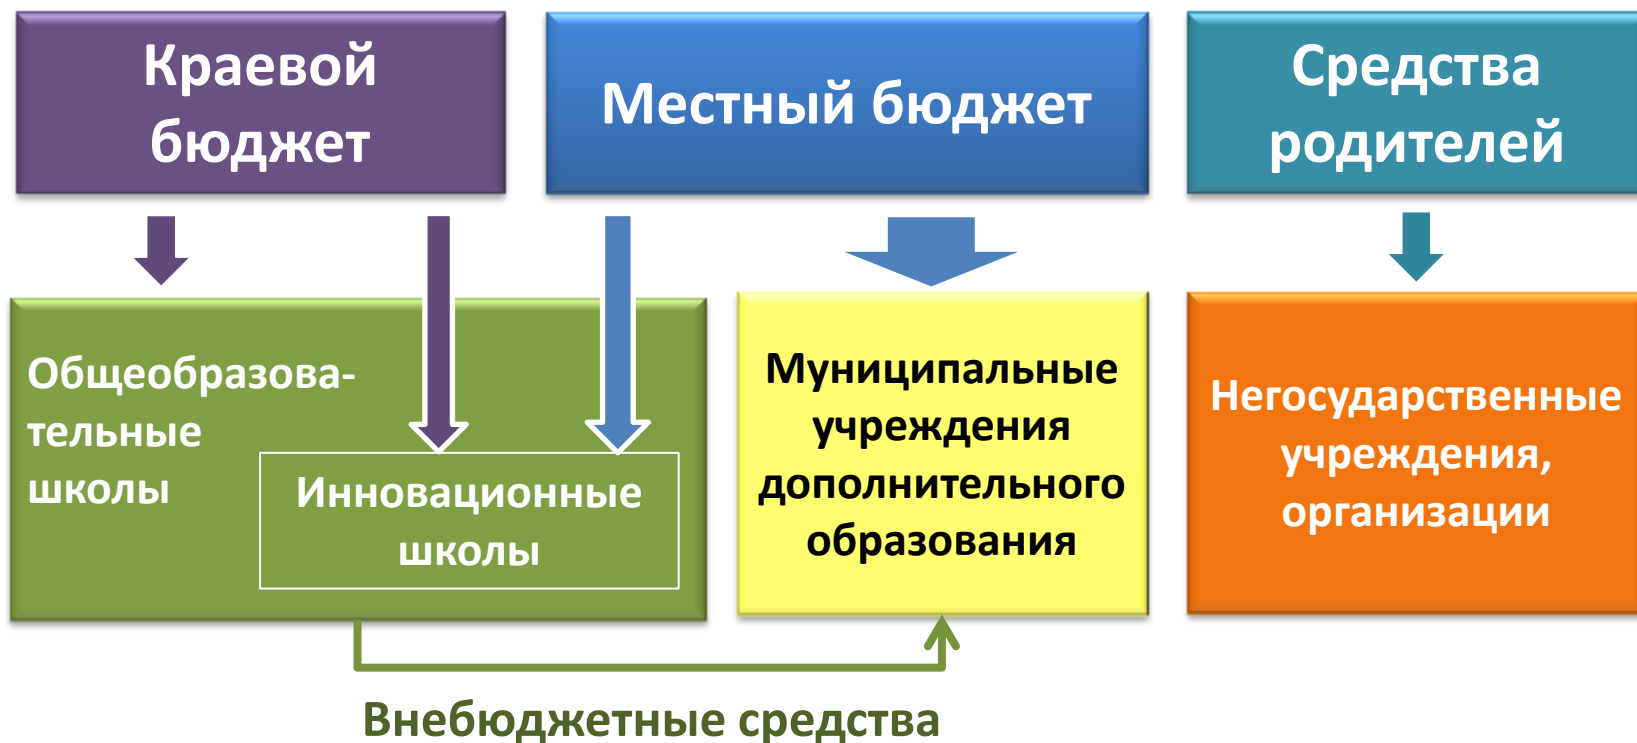 Краевой
бюджет
Местный бюджет
Средства
родителей
Общеобразова-
тельные
школы
Инновационные
школы
Муниципальные
учреждения
дополнительного
образования
Негосударственные
учреждения,
организации
Внебюджетные средства